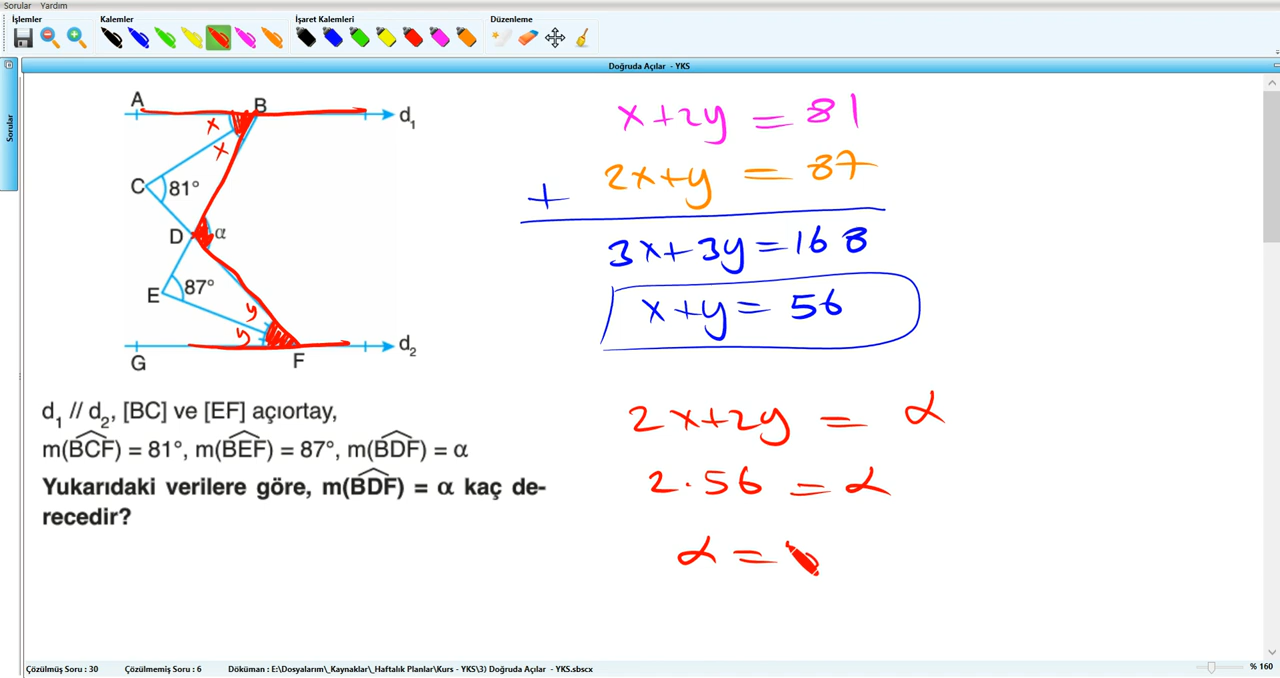 Sorular Yardım
İşlemler Kalemler İşaret Kalemleri Düzenleme
Doğruda Açılar - YKS
Sorular
A B d1
x
x
C 81°
D α
E 87°
y
y
G F d2
d1 // d2, [BC] ve [EF] açıortay,
m(BCF) = 81°, m(BEF) = 87°, m(BDF) = α
Yukarıdaki verilere göre, m(BDF) = α kaç de-
recedir?
x+2y = 81
2x+y = 87
+
3x+3y = 168
x+y = 56
2x+2y = α
2.56 = α
α =
Çözülmüş Soru : 30 Çözülmemiş Soru : 6 Döküman : E:\Dosyalarım\_Kaynaklar\_Haftalık Planlar\Kurs - YKS\3) Doğruda Açılar - YKS.sbscx % 160